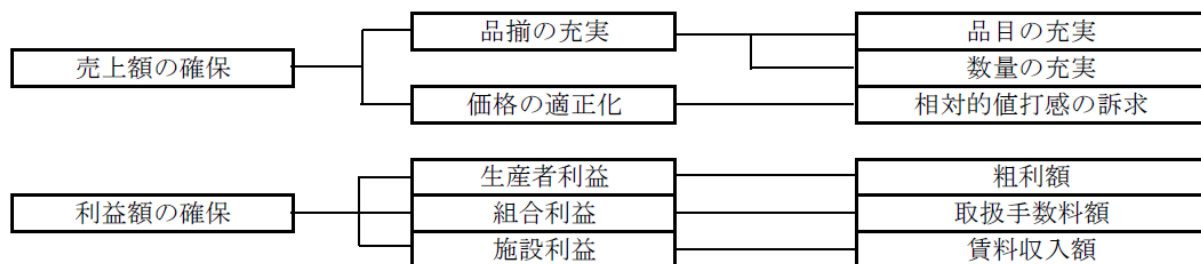 品揃の充実
品目の充実
売上額の確保
数量の充実
価格の適正化
相対的値打感の訴求
生産者利益
粗利額
利益額の確保
組合利益
取扱手数料額
施設利益
賃料収入額